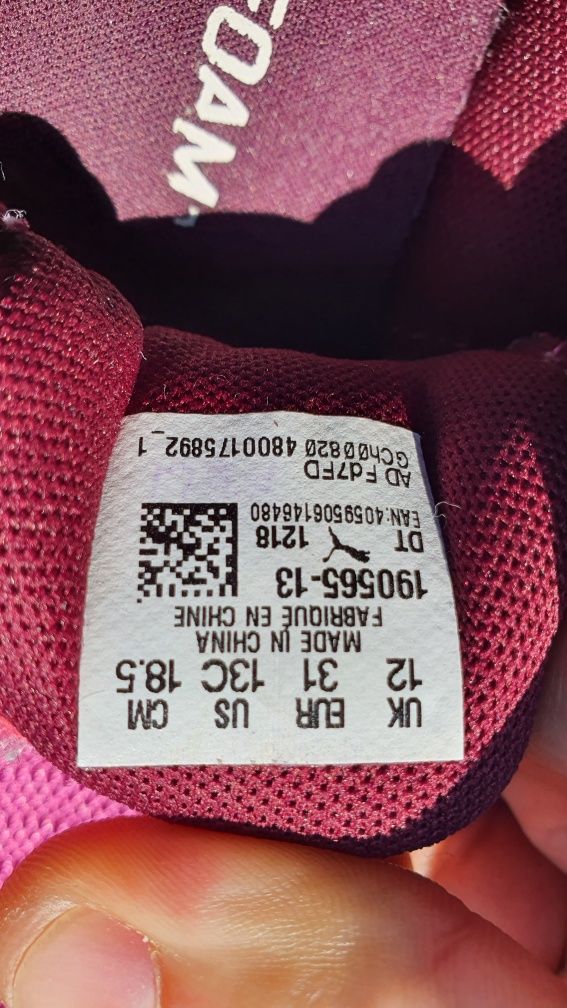 FOAM
UK EUR US CM
12 31 13C 18.5
MADE IN CHINA
FABRIQUÉ EN CHINE
190565-13
DT 1218
EAN:4059506146480
AD Fd7FD
GCh00820 4800175892_1